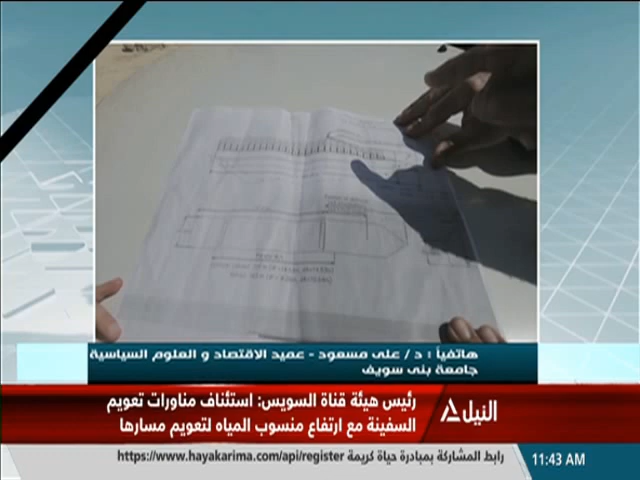 هاتفياً : د/ على مسعود - عميد الاقتصاد و العلوم السياسية
جامعة بنى سويف
النيل
رئيس هيئة قناة السويس: استئناف مناورات تعويم
السفينة مع ارتفاع منسوب المياه لتعويم مسارها
رابط المشاركة بمبادرة حياة كريمة https://www.hayakarima.com/api/register
11:43 AM